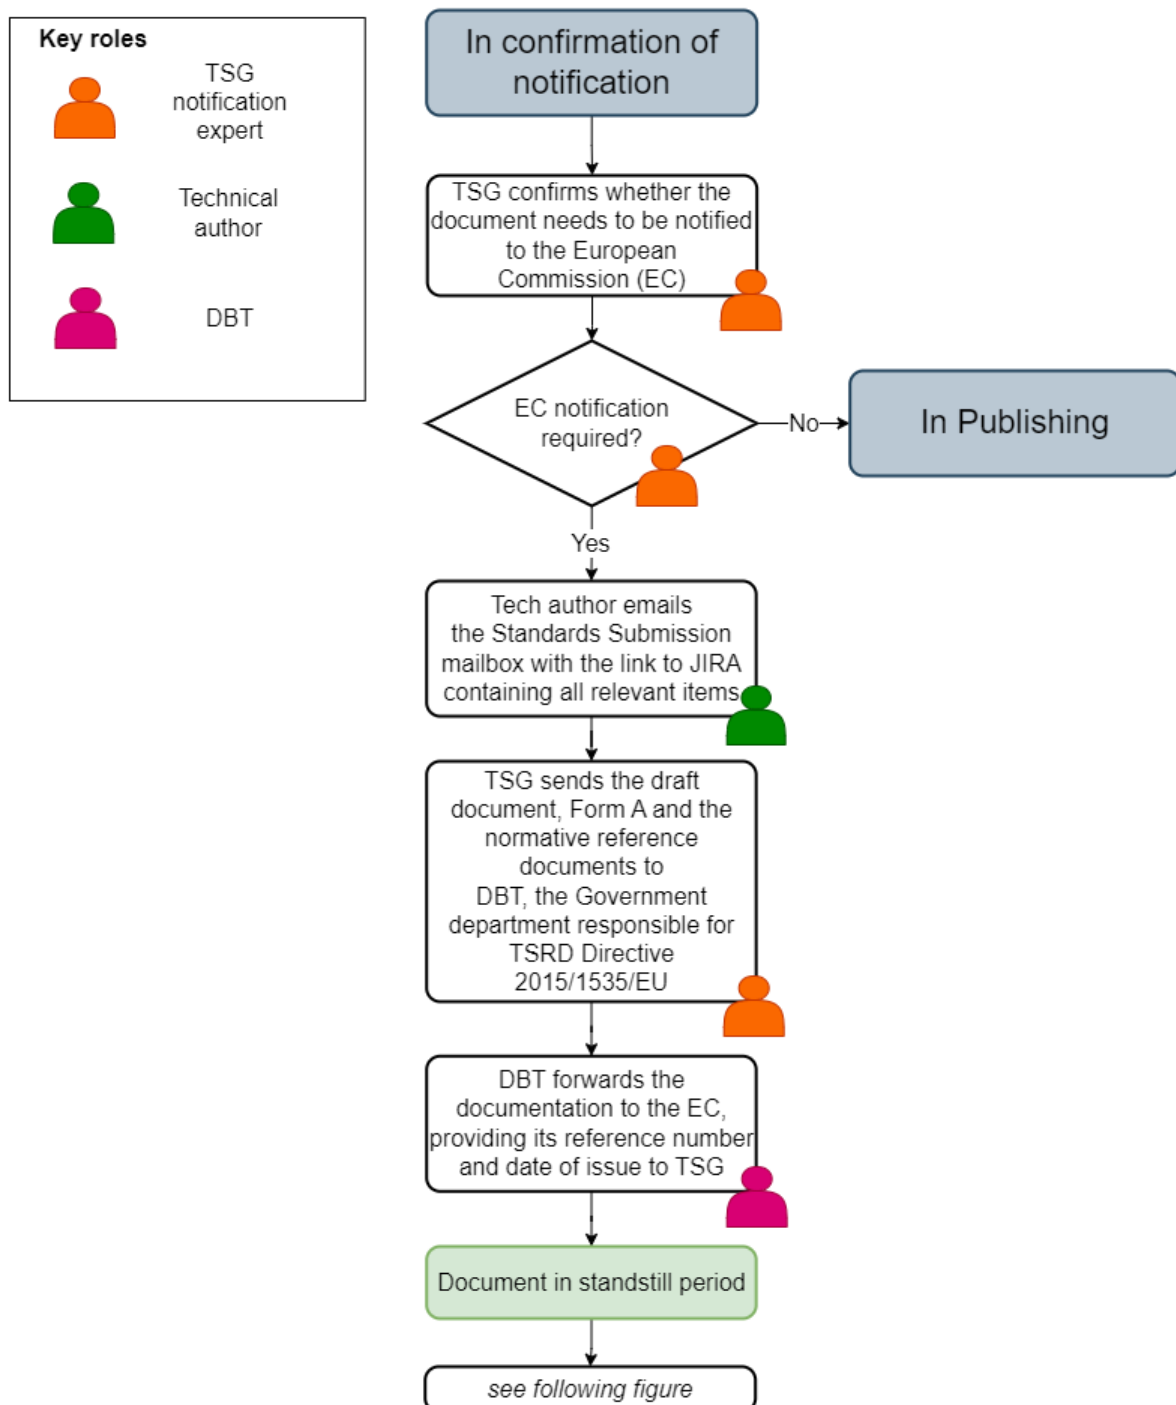 Key roles
TSG
notification
expert
Technical
author
DBT
In confirmation of
notification
TSG confirms whether the
document needs to be notified
to the European
Commission (EC)
EC notification
required?
No
In Publishing
Yes
Tech author emails
the Standards Submission
mailbox with the link to JIRA
containing all relevant items
TSG sends the draft
document, Form A and the
normative reference
documents to
DBT, the Government
department responsible for
TSRD Directive
2015/1535/EU
DBT forwards the
documentation to the EC,
providing its reference number
and date of issue to TSG
Document in standstill period
see following figure